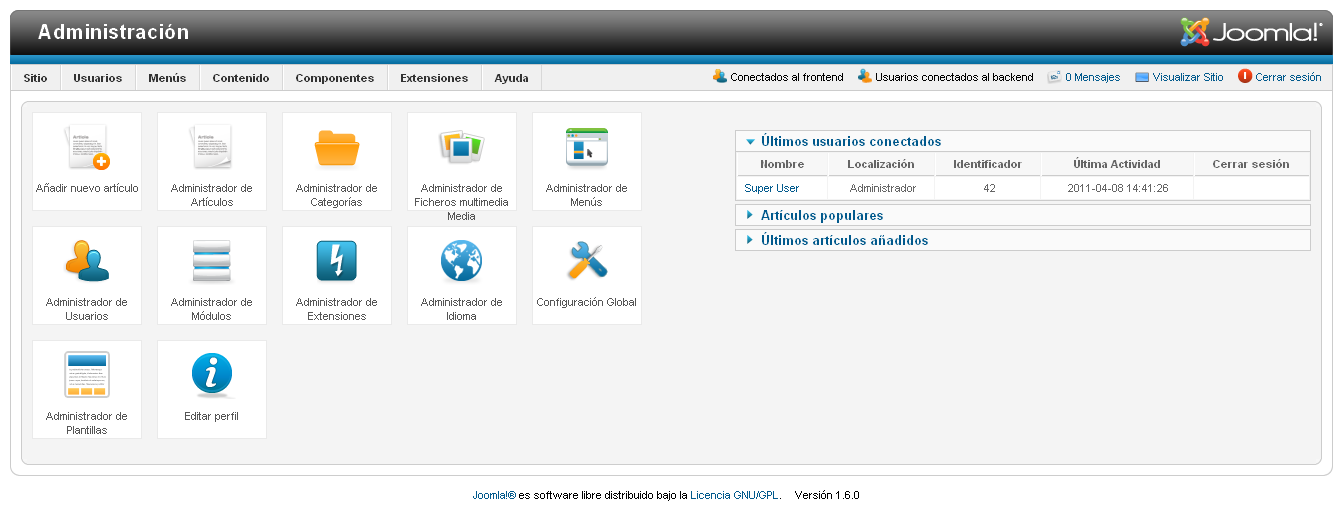 Administración
Joomla!
Sitio Usuarios Menús Contenido Componentes Extensiones Ayuda Conectados al frontend Usuarios conectados al backend 0 Mensajes Visualizar Sitio Cerrar sesión
Artículo
Artículo
Añadir nuevo artículo
Administrador de
Artículos
Administrador de
Categorías
Administrador de
Ficheros multimedia
Media
Administrador de
Menús
Administrador de
Usuarios
Administrador de
Módulos
Administrador de
Extensiones
Administrador de
Idioma
Configuración Global
Administrador de
Plantillas
Editar perfil
Últimos usuarios conectados
Nombre Localización Identificador Última Actividad Cerrar sesión
Super User Administrador 42 2011-04-08 14:41:26
Artículos populares
Últimos artículos añadidos
Joomla!® es software libre distribuido bajo la Licencia GNU/GPL. Versión 1.6.0